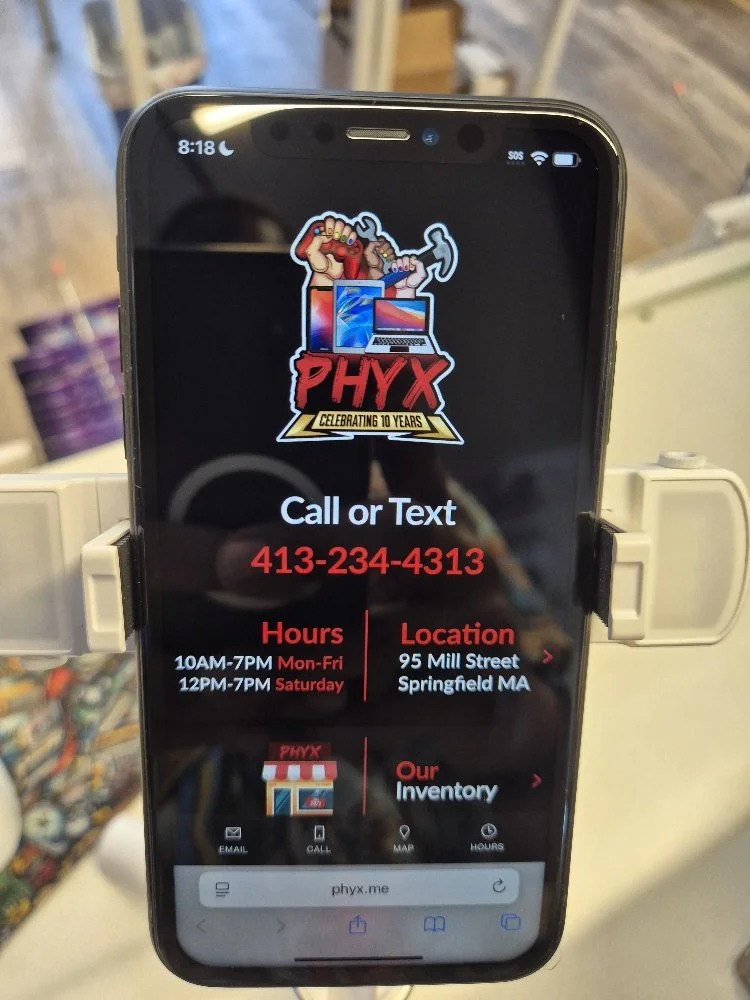 8:18
SOS
PHYX
CELEBRATING 10 YEARS
Call or Text
413-234-4313
Hours
10AM-7PM Mon-Fri
12PM-7PM Saturday
Location
95 Mill Street
Springfield MA
PHYX
Our
Inventory
EMAIL
CALL
MAP
HOURS
phyx.me